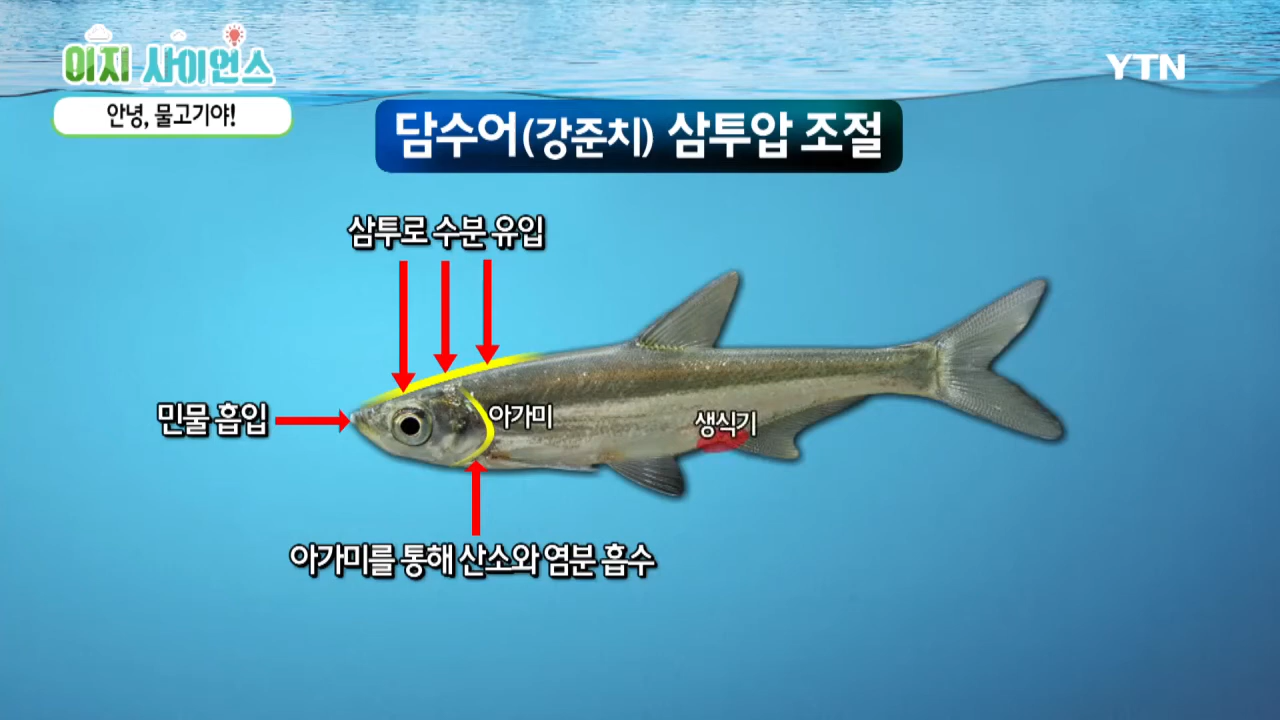 이지 사이언스
YTN
안녕, 물고기야!
담수어(강준치) 삼투압 조절
삼투로 수분 유입
민물 흡입
아가미
생식기
아가미를 통해 산소와 염분 흡수